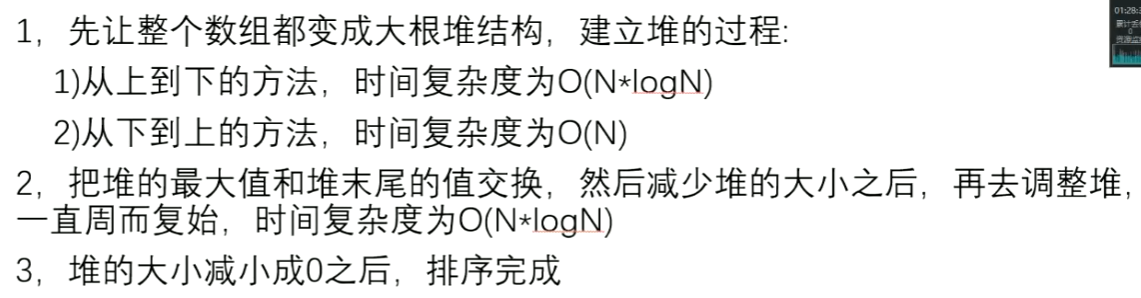 1，先让整个数组都变成大根堆结构，建立堆的过程:
1)从上到下的方法，时间复杂度为O(N*logN)
2)从下到上的方法，时间复杂度为O(N)
2，把堆的最大值和堆末尾的值交换，然后减少堆的大小之后，再去调整堆，
一直周而复始，时间复杂度为O(N*logN)
3，堆的大小减小成0之后，排序完成
01:28:3
0